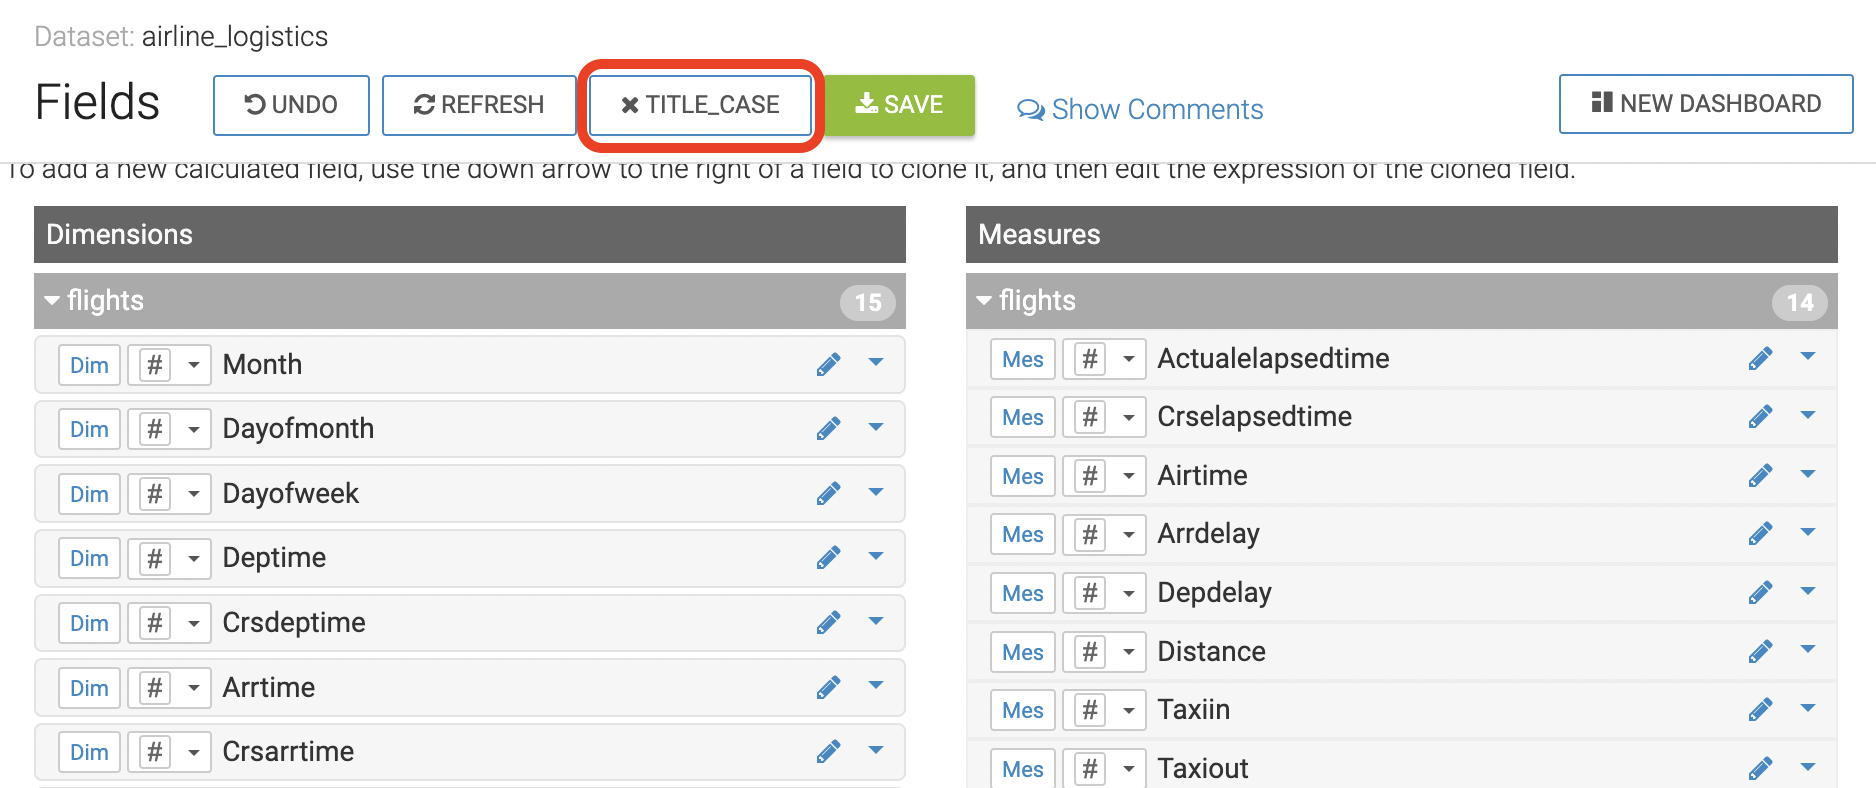 Dataset: airline_logistics
Fields
UNDO
REFRESH
TITLE_CASE
SAVE
Show Comments
NEW DASHBOARD
To add a new calculated field, use the down arrow to the right of a field to clone it, and then edit the expression of the cloned field.
Dimensions
flights 15
Dim # Month
Dim # Dayofmonth
Dim # Dayofweek
Dim # Deptime
Dim # Crsdeptime
Dim # Arrtime
Dim # Crsarrtime
Measures
flights 14
Mes # Actualelapsedtime
Mes # Crselapsedtime
Mes # Airtime
Mes # Arrdelay
Mes # Depdelay
Mes # Distance
Mes # Taxiin
Mes # Taxiout